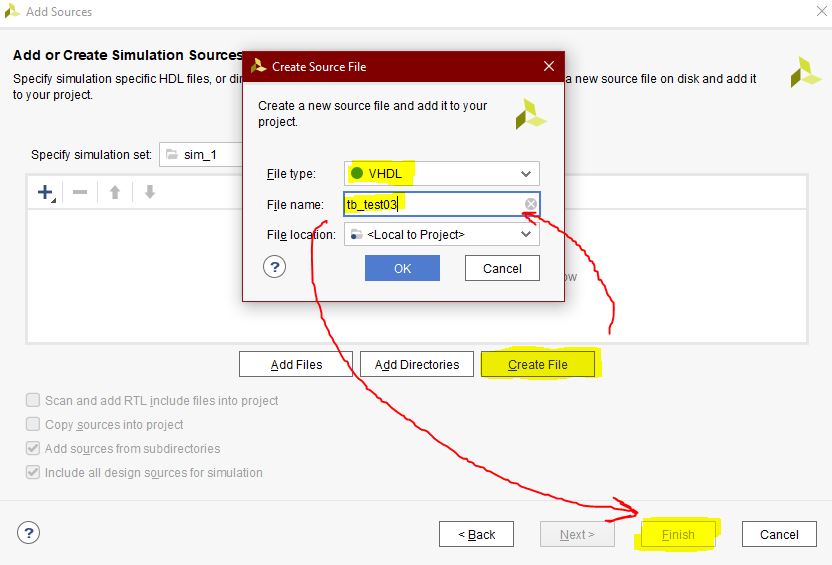 Add Sources
Add or Create Simulation Sources
Specify simulation specific HDL files, or dir
a new source file on disk and add it
to your project.
Specify simulation set: sim_1
Create Source File
Create a new source file and add it to your
project.
File type: VHDL
File name: tb_test03
File location: <Local to Project>
? OK Cancel
ow
Add Files Add Directories Create File
Scan and add RTL include files into project
Copy sources into project
Add sources from subdirectories
Include all design sources for simulation
? < Back Next > Finish Cancel